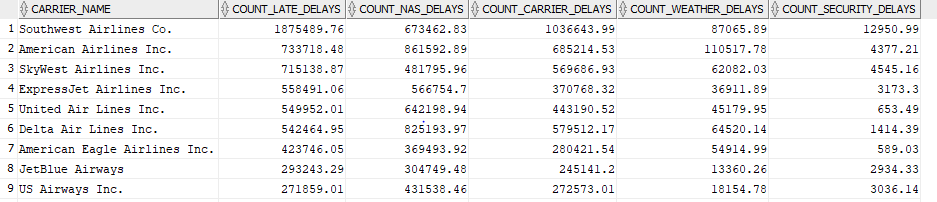 CARRIER_NAME COUNT_LATE_DELAYS COUNT_NAS_DELAYS COUNT_CARRIER_DELAYS COUNT_WEATHER_DELAYS COUNT_SECURITY_DELAYS
1 Southwest Airlines Co. 1875489.76 673462.83 1036643.99 87065.89 12950.99
2 American Airlines Inc. 733718.48 861592.89 685214.53 110517.78 4377.21
3 SkyWest Airlines Inc. 715138.87 481795.96 569686.93 62082.03 4545.16
4 ExpressJet Airlines Inc. 558491.06 566754.7 370768.32 36911.89 3173.3
5 United Air Lines Inc. 549952.01 642198.94 443190.52 45179.95 653.49
6 Delta Air Lines Inc. 542464.95 825193.97 579512.17 64520.14 1414.39
7 American Eagle Airlines Inc. 423746.05 369493.92 280421.54 54914.99 589.03
8 JetBlue Airways 293243.29 304749.48 245141.2 13360.26 2934.33
9 US Airways Inc. 271859.01 431538.46 272573.01 18154.78 3036.14